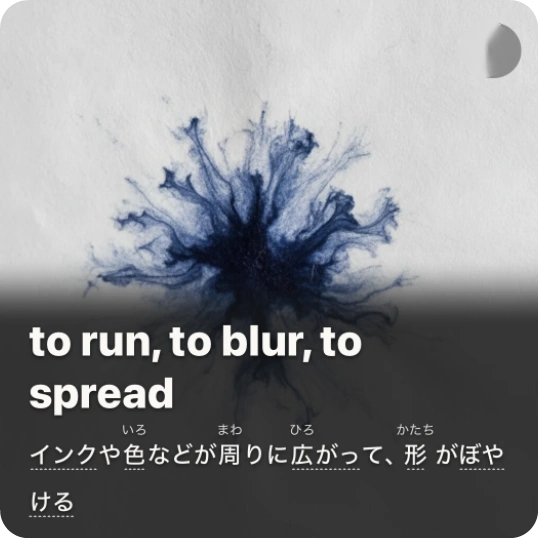 to run, to blur, to
spread
いろ まわ ひろ かたち
インクや色などが周りに広がって、形 がぼや
ける